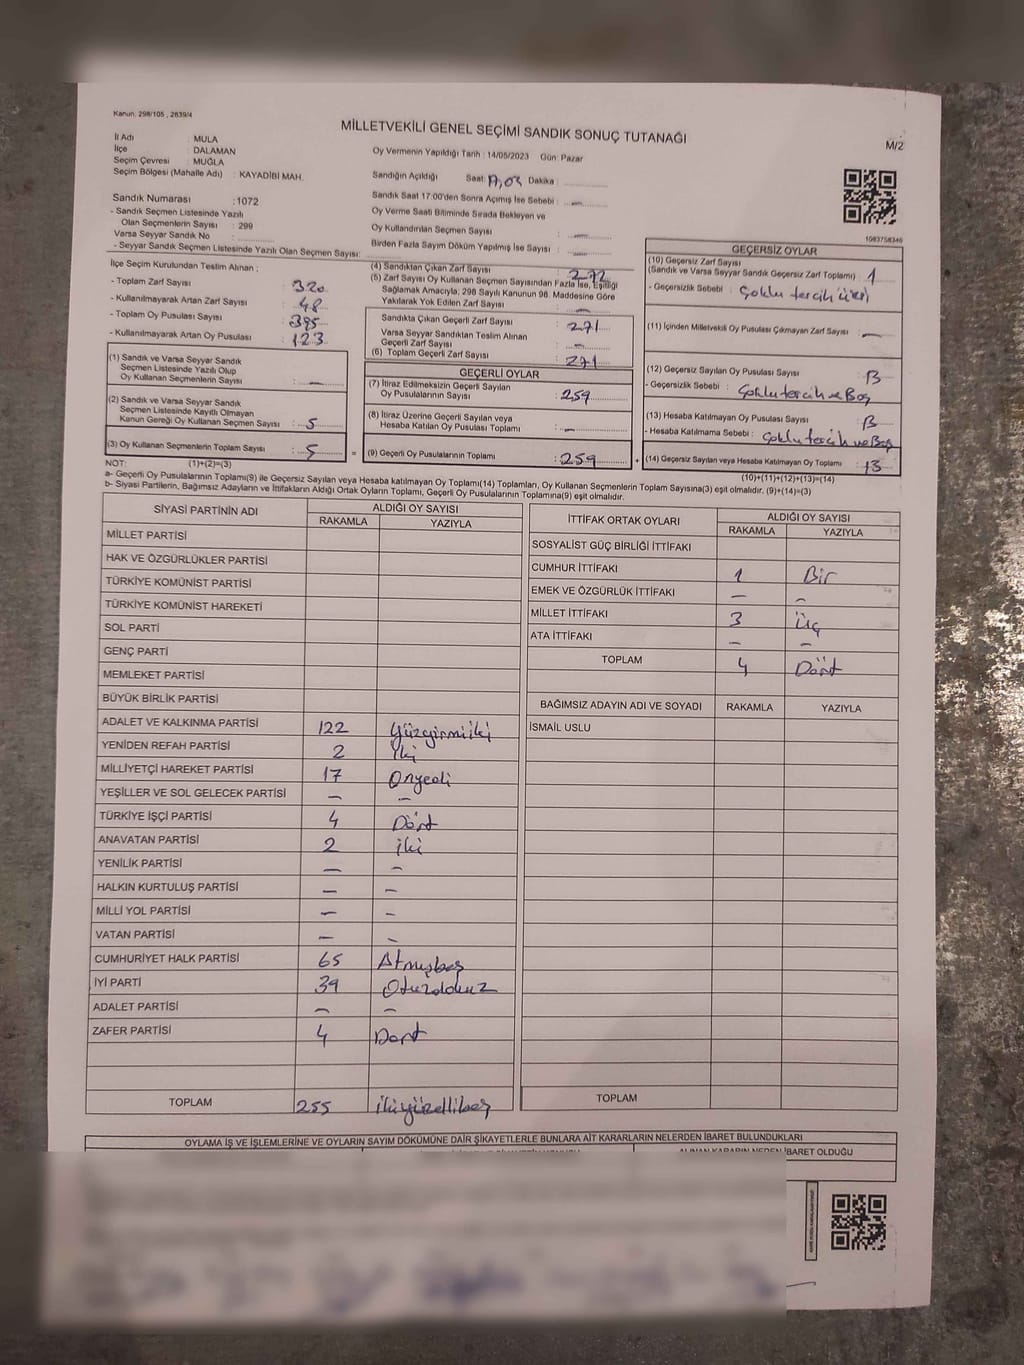 Kanun: 298/105 , 2839/4
MİLLETVEKİLİ GENEL SEÇİMİ SANDIK SONUÇ TUTANAĞI
M/2
İl Adı : MULA
İlçe : DALAMAN
Seçim Çevresi : MUĞLA
Seçim Bölgesi (Mahalle Adı) : KAYADİBİ MAH.
Sandık Numarası : 1072
- Sandık Seçmen Listesinde Yazılı
Olan Seçmenlerin Sayısı : 299
Varsa Seyyar Sandık No
- Seyyar Sandık Seçmen Listesinde Yazılı Olan Seçmen Sayısı:
Oy Vermenin Yapıldığı Tarih : 14/05/2023 Gün: Pazar
Sandığın Açıldığı Saat: Dakika :
Sandık Saat 17:00'den Sonra Açımış İse Sebebi : —
Oy Verme Saati Bitiminde Sırada Bekleyen ve
Oy Kullandırılan Seçmen Sayısı : —
Birden Fazla Sayım Döküm Yapılmış İse Sayısı : —
1083758346
İlçe Seçim Kurulundan Teslim Alınan ;
- Toplam Zarf Sayısı : 320
- Kullanılmayarak Artan Zarf Sayısı : 48
- Toplam Oy Pusulası Sayısı : 395
- Kullanılmayarak Artan Oy Pusulası : 123
(1) Sandık ve Varsa Seyyar Sandık
Seçmen Listesinde Yazılı Olup
Oy Kullanan Seçmenlerin Sayısı : —
(2) Sandık ve Varsa Seyyar Sandık
Seçmen Listesinde Kayıtlı Olmayan
Kanun Gereği Oy Kullanan Seçmen Sayısı : 5
(3) Oy Kullanan Seçmenlerin Toplam Sayısı : 5 =
(4) Sandıktan Çıkan Zarf Sayısı : 272
(5) Zarf Sayısı Oy Kullanan Seçmen Sayısından Fazla İse, Eşitliği
Sağlamak Amacıyla; 298 Sayılı Kanunun 98. Maddesine Göre
Yakılarak Yok Edilen Zarf Sayısı : —
Sandıkta Çıkan Geçerli Zarf Sayısı : 271
Varsa Seyyar Sandıktan Teslim Alınan
Geçerli Zarf Sayısı : —
(6) Toplam Geçerli Zarf Sayısı : 271
GEÇERLİ OYLAR
(7) İtiraz Edilmeksizin Geçerli Sayılan
Oy Pusulalarının Sayısı : 259
(8) İtiraz Üzerine Geçerli Sayılan veya
Hesaba Katılan Oy Pusulası Toplamı : —
(9) Geçerli Oy Pusulalarının Toplamı : 259 +
GEÇERSİZ OYLAR
(10) Geçersiz Zarf Sayısı
(Sandık ve Varsa Seyyar Sandık Geçersiz Zarf Toplamı) : 1
- Geçersizlik Sebebi : Çoklu tercih
(11) İçinden Milletvekili Oy Pusulası Çıkmayan Zarf Sayısı : —
(12) Geçersiz Sayılan Oy Pusulası Sayısı : 13
- Geçersizlik Sebebi : Çoklu tercih ve Boş
(13) Hesaba Katılmayan Oy Pusulası Sayısı : 13
- Hesaba Katılmama Sebebi : Çoklu tercih ve Boş
(14) Geçersiz Sayılan veya Hesaba Katılmayan Oy Toplamı : 13
NOT: (1)+(2)=(3)
(10)+(11)+(12)+(13)=(14)
a- Geçerli Oy Pusulalarının Toplamı(9) ile Geçersiz Sayılan veya Hesaba katılmayan Oy Toplamı(14) Toplamları, Oy Kullanan Seçmenlerin Toplam Sayısına(3) eşit olmalıdır. (9)+(14)=(3)
b- Siyasi Partilerin, Bağımsız Adayların ve İttifakların Aldığı Ortak Oyların Toplamı, Geçerli Oy Pusulalarının Toplamına(9) eşit olmalıdır.
SİYASİ PARTİNİN ADI ALDIĞI OY SAYISI
RAKAMLA YAZIYLA
MİLLET PARTİSİ
HAK VE ÖZGÜRLÜKLER PARTİSİ
TÜRKİYE KOMÜNİST PARTİSİ
TÜRKİYE KOMÜNİST HAREKETİ
SOL PARTİ
GENÇ PARTİ
MEMLEKET PARTİSİ
BÜYÜK BİRLİK PARTİSİ
ADALET VE KALKINMA PARTİSİ 122 Yüzyirmiiki
YENİDEN REFAH PARTİSİ 2 İki
MİLLİYETÇİ HAREKET PARTİSİ 17 Onyedi
YEŞİLLER VE SOL GELECEK PARTİSİ — —
TÜRKİYE İŞÇİ PARTİSİ 4 Dört
ANAVATAN PARTİSİ 2 iki
YENİLİK PARTİSİ — —
HALKIN KURTULUŞ PARTİSİ — —
MİLLİ YOL PARTİSİ — —
VATAN PARTİSİ — —
CUMHURİYET HALK PARTİSİ 65 Atmışbeş
İYİ PARTİ 39 Otuzdokuz
ADALET PARTİSİ — —
ZAFER PARTİSİ 4 Dört
TOPLAM 255 ikiyüzellibeş
İTTİFAK ORTAK OYLARI ALDIĞI OY SAYISI
RAKAMLA YAZIYLA
SOSYALİST GÜÇ BİRLİĞİ İTTİFAKI
CUMHUR İTTİFAKI 1 Bir
EMEK VE ÖZGÜRLÜK İTTİFAKI — —
MİLLET İTTİFAKI 3 Üç
ATA İTTİFAKI — —
TOPLAM 4 Dört
BAĞIMSIZ ADAYIN ADI VE SOYADI RAKAMLA YAZIYLA
İSMAİL USLU
TOPLAM
OYLAMA İŞ VE İŞLEMLERİNE VE OYLARIN SAYIM DÖKÜMÜNE DAİR ŞİKAYETLERLE BUNLARA AİT KARARLARIN NELERDEN İBARET BULUNDUKLARI
ALINAN KARARIN NEDEN İBARET OLDUĞU